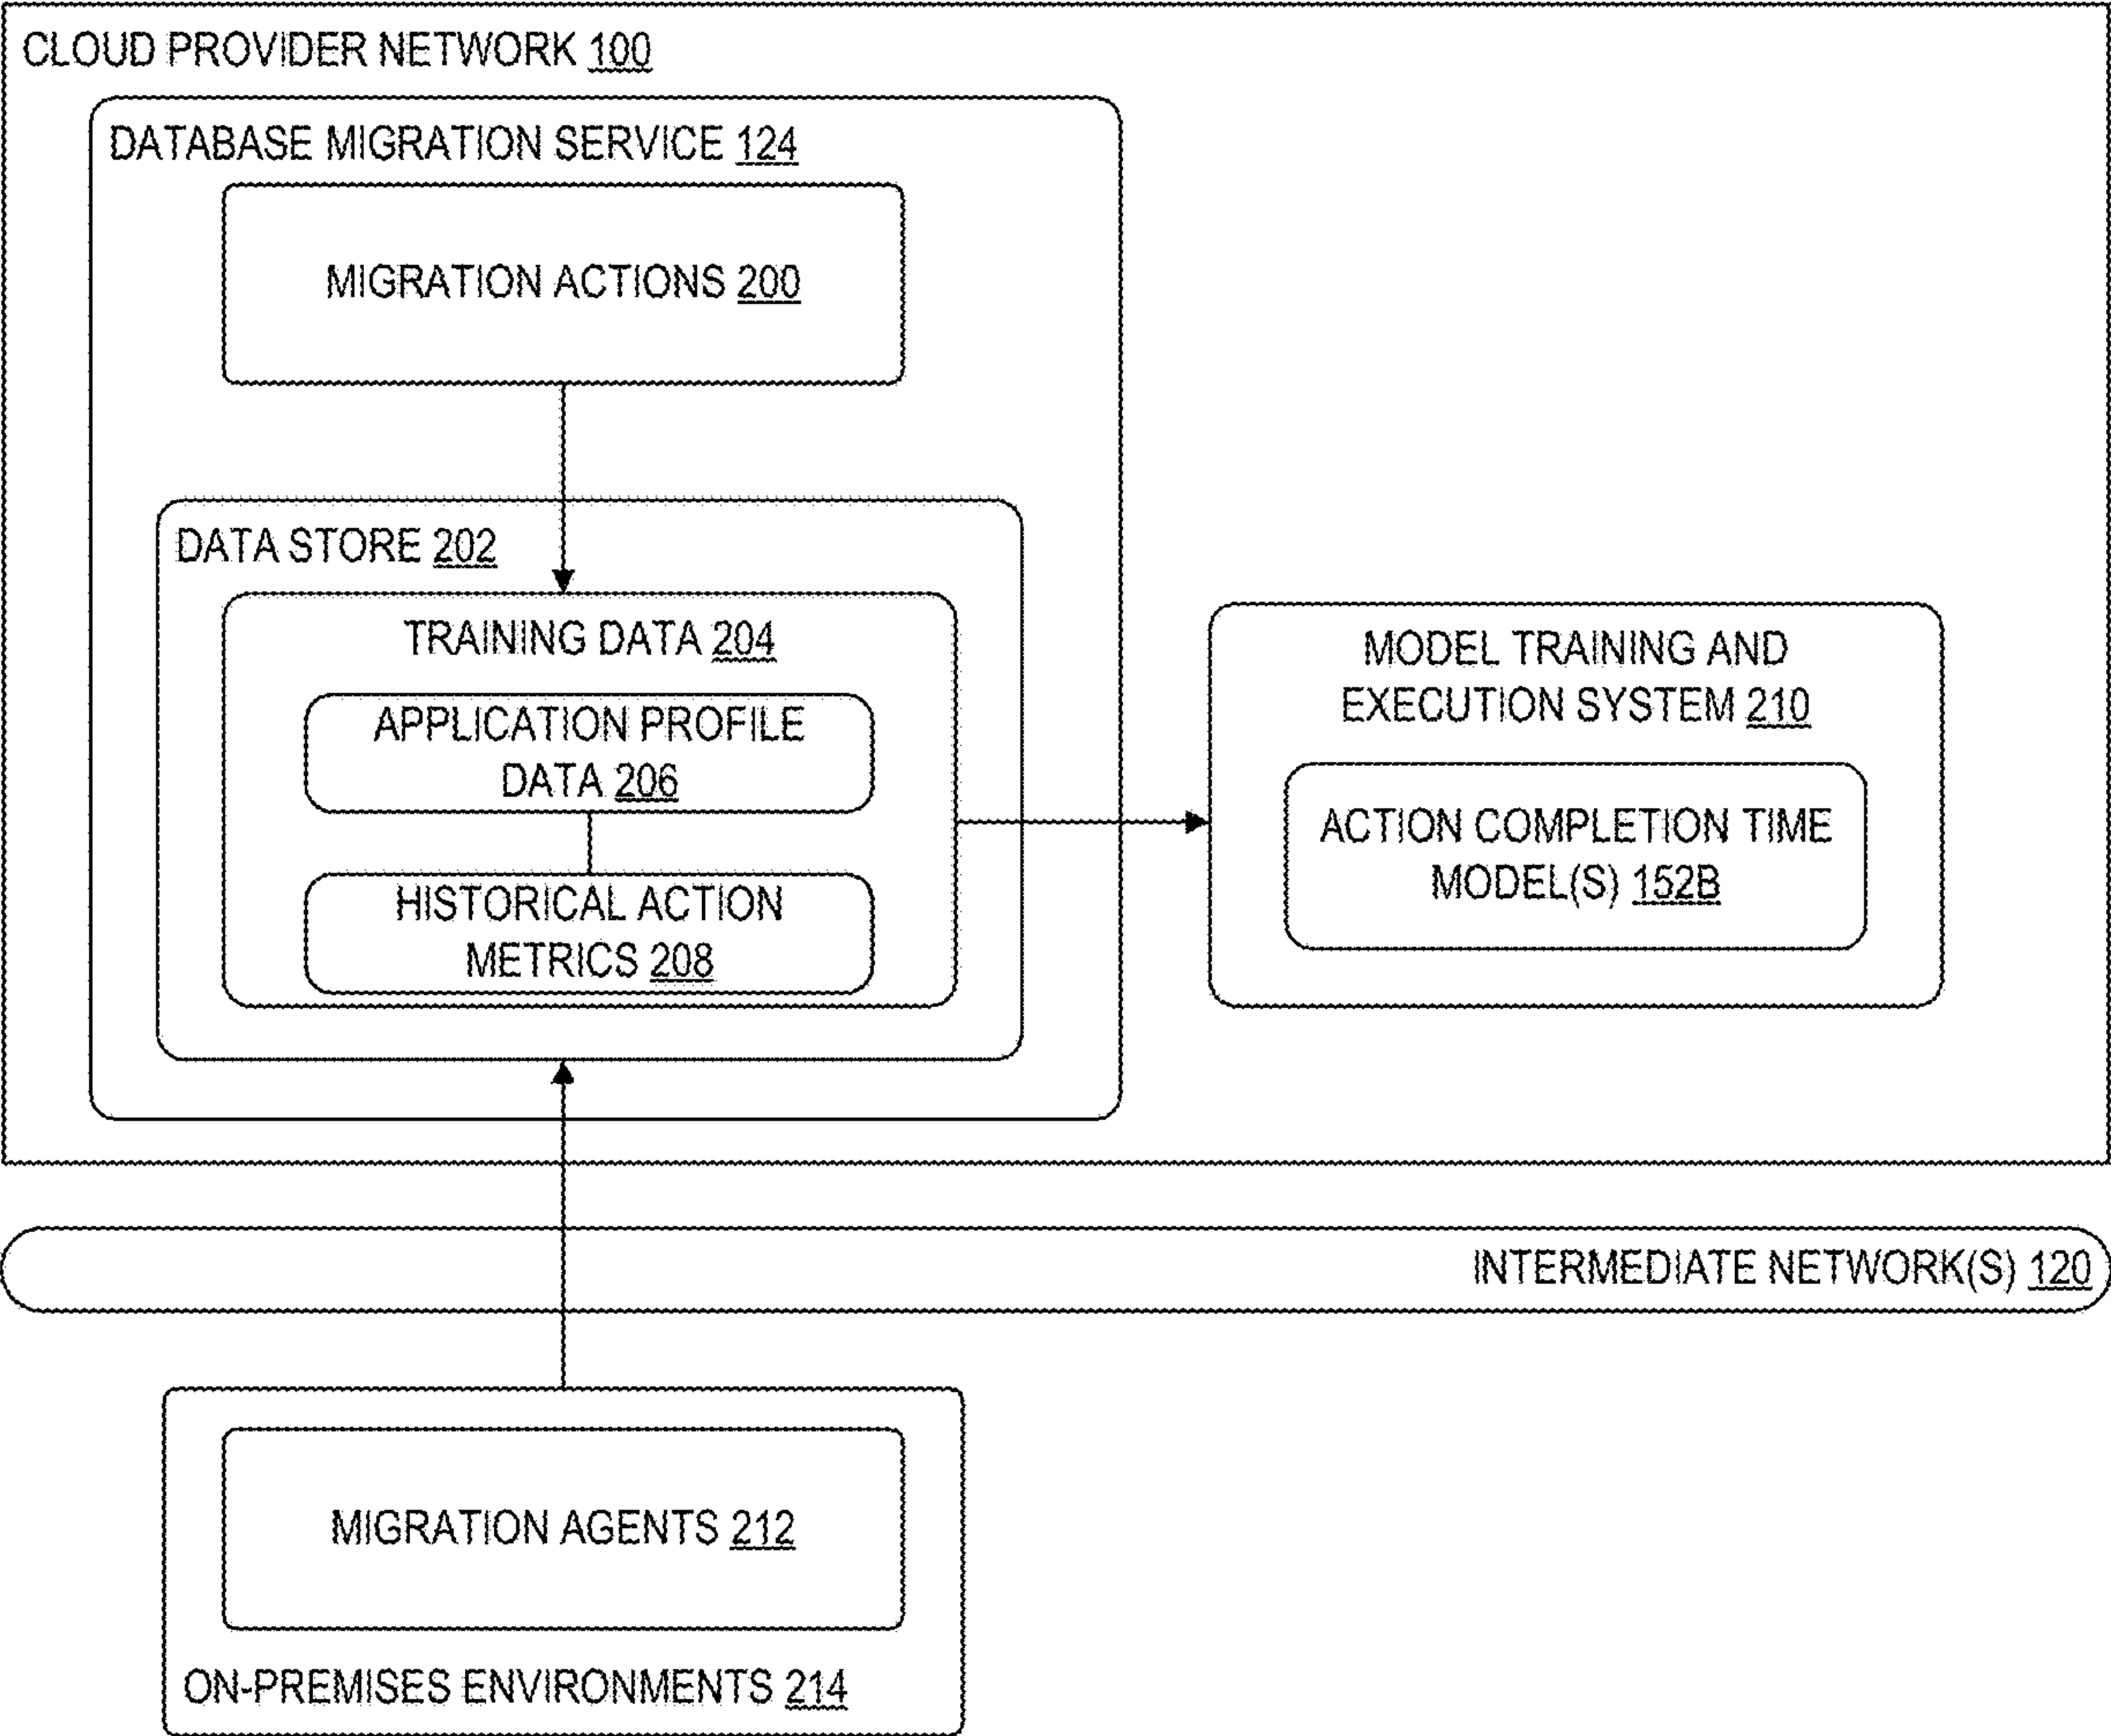 CLOUD PROVIDER NETWORK 100
DATABASE MIGRATION SERVICE 124
MIGRATION ACTIONS 200
DATA STORE 202
TRAINING DATA 204
APPLICATION PROFILE
DATA 206
HISTORICAL ACTION
METRICS 208
MODEL TRAINING AND
EXECUTION SYSTEM 210
ACTION COMPLETION TIME
MODEL(S) 152B
INTERMEDIATE NETWORK(S) 120
MIGRATION AGENTS 212
ON-PREMISES ENVIRONMENTS 214